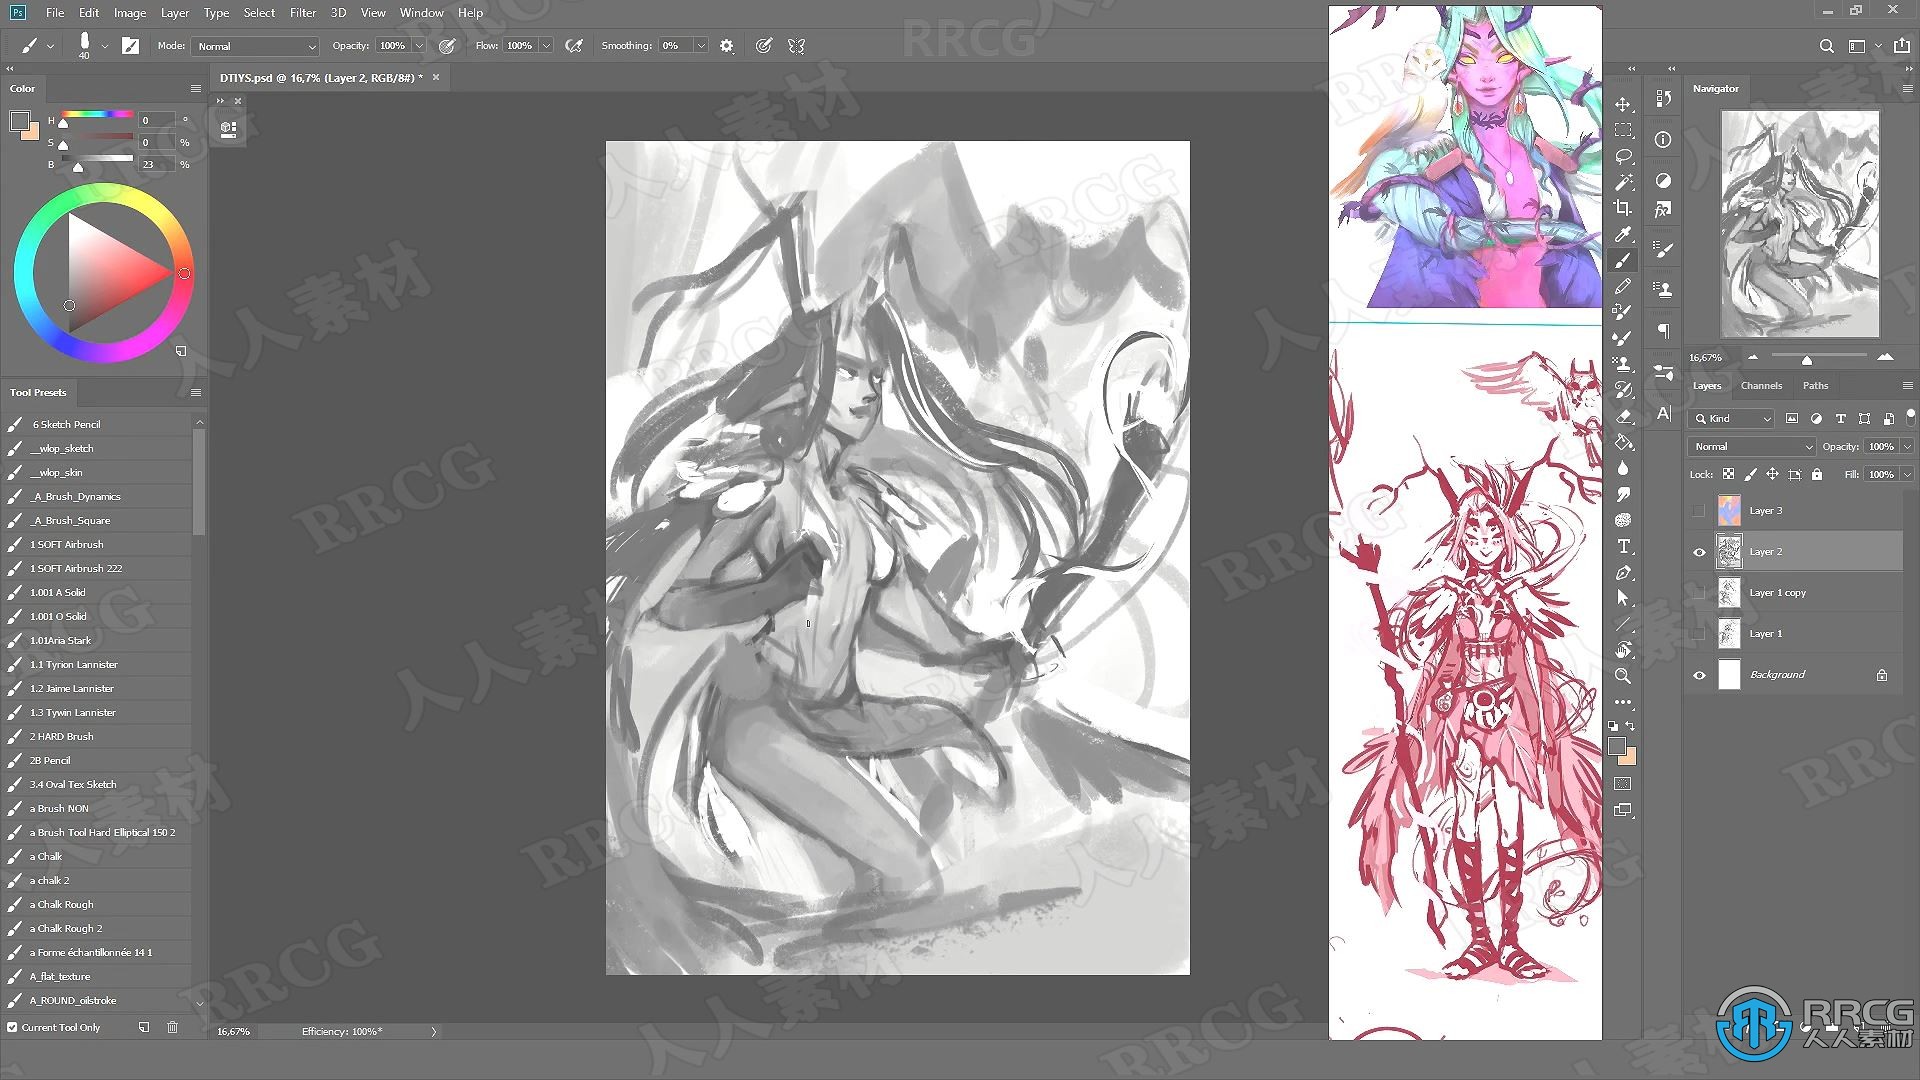 Ps File Edit Image Layer Type Select Filter 3D View Window Help
40 Mode: Normal Opacity: 100% Flow: 100% Smoothing: 0%
DTIYS.psd @ 16,7% (Layer 2, RGB/8#) *
Color
H 0 °
S 0 %
B 23 %
Tool Presets
6 Sketch Pencil
__wlop_sketch
__wlop_skin
_A_Brush_Dynamics
_A_Brush_Square
1 SOFT Airbrush
1 SOFT Airbrush 222
1.001 A Solid
1.001 O Solid
1.01Aria Stark
1.1 Tyrion Lannister
1.2 Jaime Lannister
1.3 Tywin Lannister
2 HARD Brush
2B Pencil
3.4 Oval Tex Sketch
a Brush NON
a Brush Tool Hard Elliptical 150 2
a Chalk
a chalk 2
a Chalk Rough
a Chalk Rough 2
a Forme échantillonnée 14 1
A_flat_texture
A_ROUND_oilstroke
Current Tool Only
16,67% Efficiency: 100%*
Navigator
16,67%
Layers Channels Paths
Kind
Normal Opacity: 100%
Lock: Fill: 100%
Layer 3
Layer 2
Layer 1 copy
Layer 1
Background
RRCG
人人素材